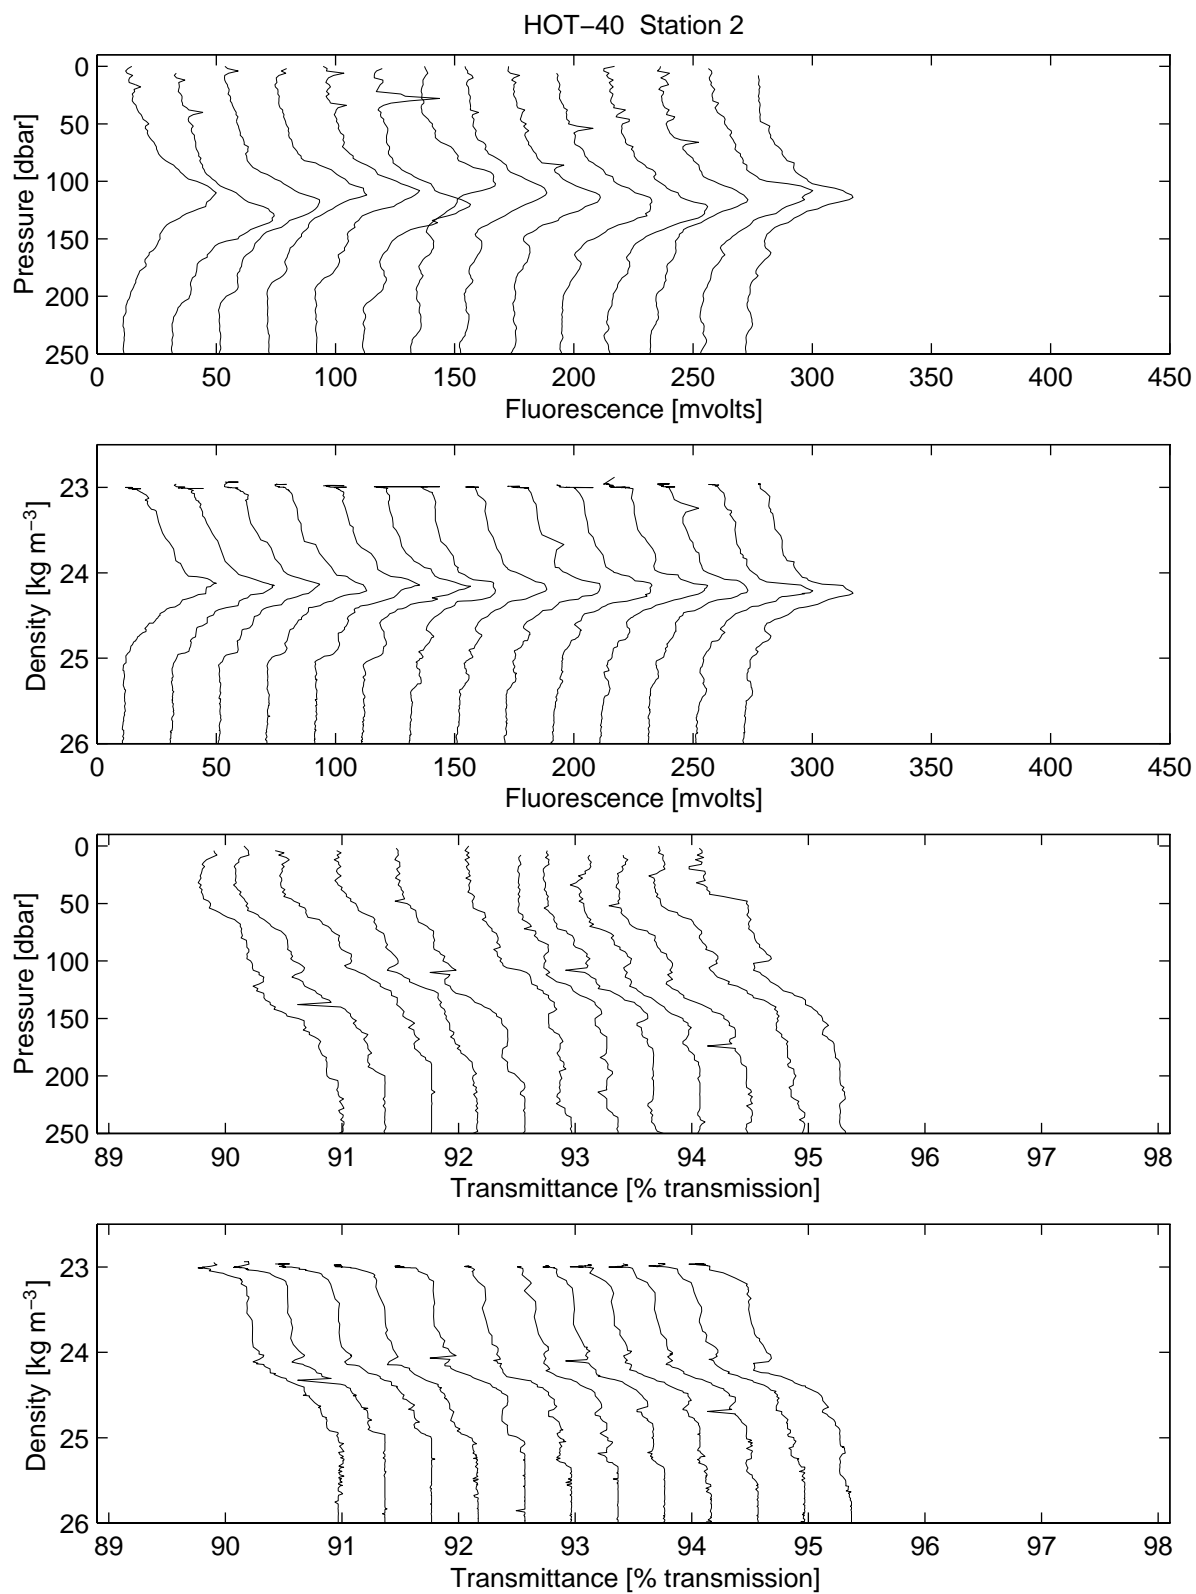 HOT−40 Station 2
0
50
100
150
200
250
Pressure [dbar]
0 50 100 150 200 250 300 350 400 450
Fluorescence [mvolts]
23
24
25
26
Density [kg m−3]
0 50 100 150 200 250 300 350 400 450
Fluorescence [mvolts]
0
50
100
150
200
250
Pressure [dbar]
89 90 91 92 93 94 95 96 97 98
Transmittance [% transmission]
23
24
25
26
Density [kg m−3]
89 90 91 92 93 94 95 96 97 98
Transmittance [% transmission]